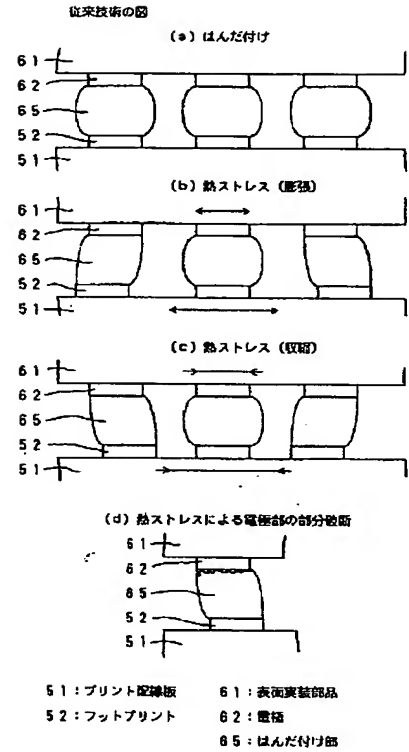 従来技術の図
(a) はんだ付け
61
62
65
52
51
(b) 熱ストレス (膨張)
61
62
65
52
51
(c) 熱ストレス (収縮)
61
62
65
52
51
(d) 熱ストレスによる電極部の部分破断
61
62
65
52
51
51:プリント配線板
61:表面実装部品
52:フットプリント
62:電極
65:はんだ付け部